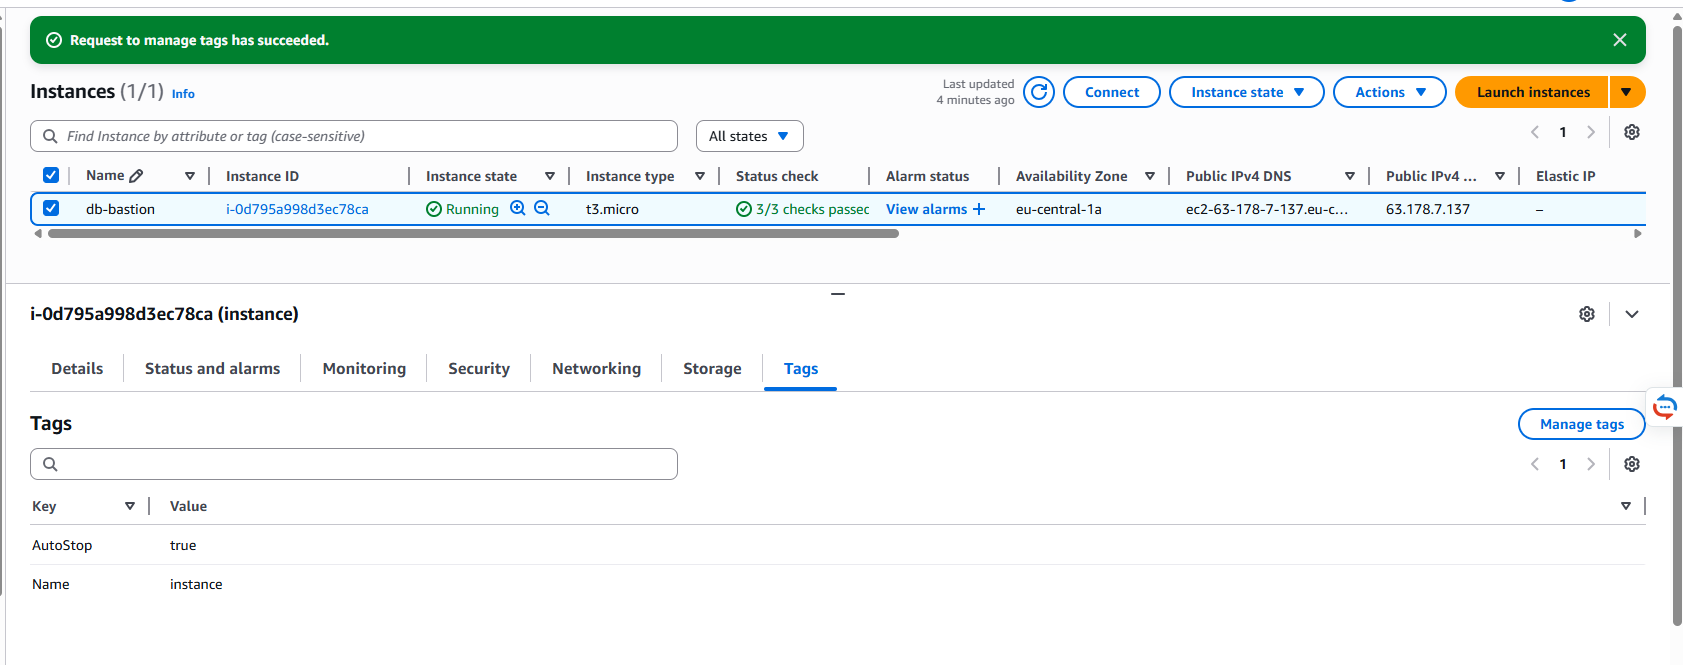 Request to manage tags has succeeded.
Instances (1/1) Info
Last updated
4 minutes ago
Connect
Instance state
Actions
Launch instances
Find Instance by attribute or tag (case-sensitive)
All states
1
Name Instance ID Instance state Instance type Status check Alarm status Availability Zone Public IPv4 DNS Public IPv4 ... Elastic IP
db-bastion i-0d795a998d3ec78ca Running t3.micro 3/3 checks passec View alarms + eu-central-1a ec2-63-178-7-137.eu-c... 63.178.7.137 –
i-0d795a998d3ec78ca (instance)
Details Status and alarms Monitoring Security Networking Storage Tags
Tags
Manage tags
1
Key Value
AutoStop true
Name instance